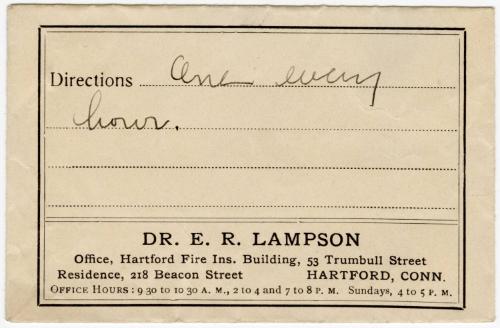 Directions One every
hour.
DR. E. R. LAMPSON
Office, Hartford Fire Ins. Building, 53 Trumbull Street
Residence, 218 Beacon Street HARTFORD, CONN.
OFFICE HOURS : 9 30 to 10 30 A. M., 2 to 4 and 7 to 8 P. M. Sundays, 4 to 5 P. M.